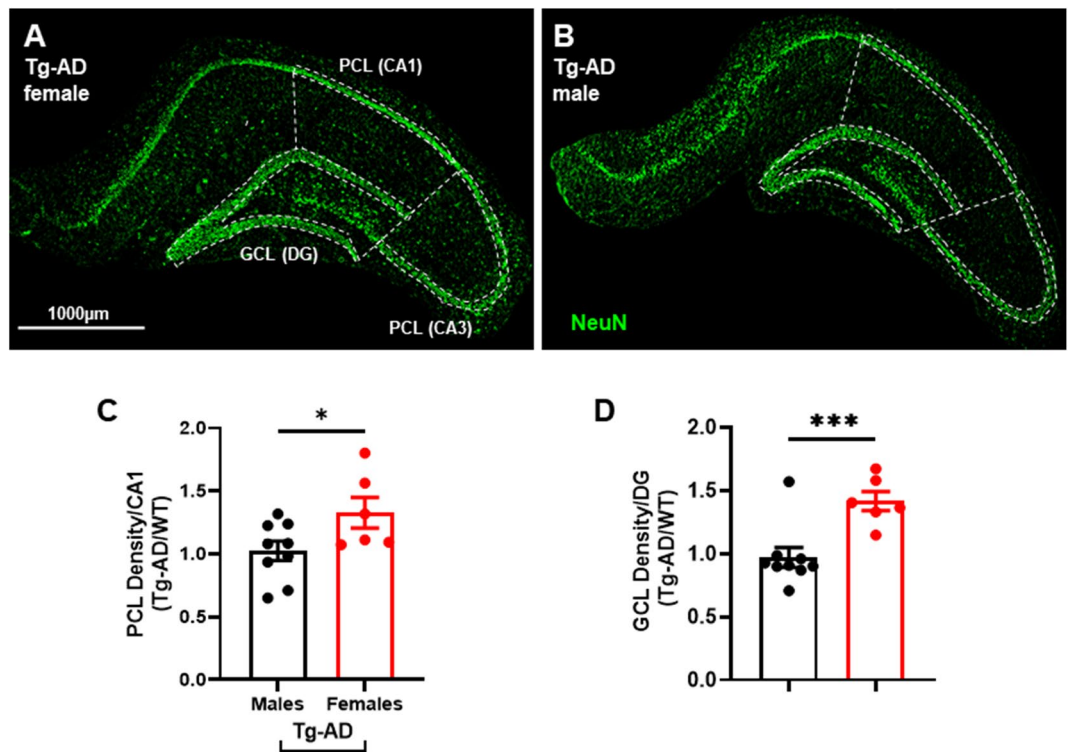 A
Tg-AD
female
PCL (CA1)
GCL (DG)
1000µm
PCL (CA3)
B
Tg-AD
male
NeuN
C
*
PCL Density/CA1
(Tg-AD/WT)
2.0
1.5
1.0
0.5
0.0
Males Females
Tg-AD
D
***
GCL Density/DG
(Tg-AD/WT)
2.0
1.5
1.0
0.5
0.0